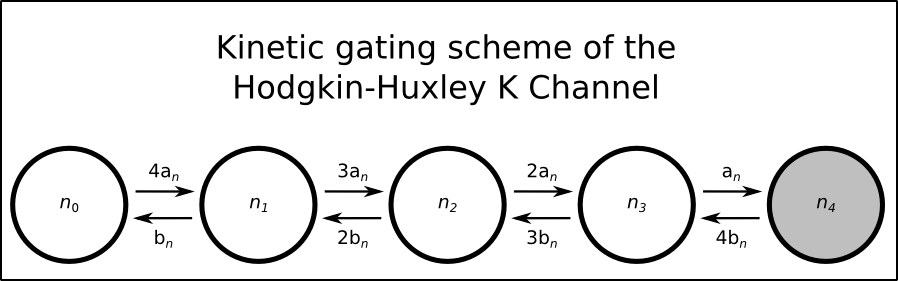 Kinetic gating scheme of the
Hodgkin-Huxley K Channel
4aₙ 3aₙ 2aₙ aₙ
n₀ n₁ n₂ n₃ n₄
bₙ 2bₙ 3bₙ 4bₙ